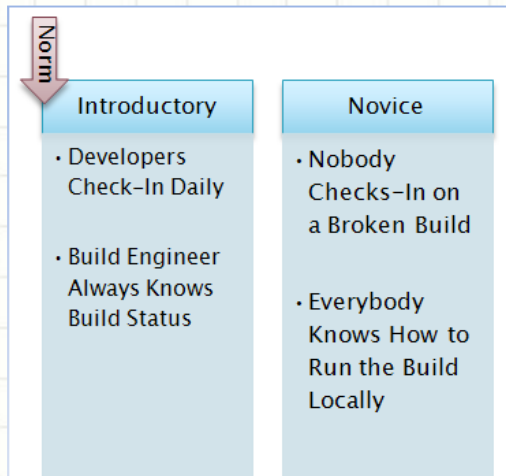 Norm
Introductory
• Developers
Check-In Daily
• Build Engineer
Always Knows
Build Status
Novice
• Nobody
Checks-In on
a Broken Build
• Everybody
Knows How to
Run the Build
Locally